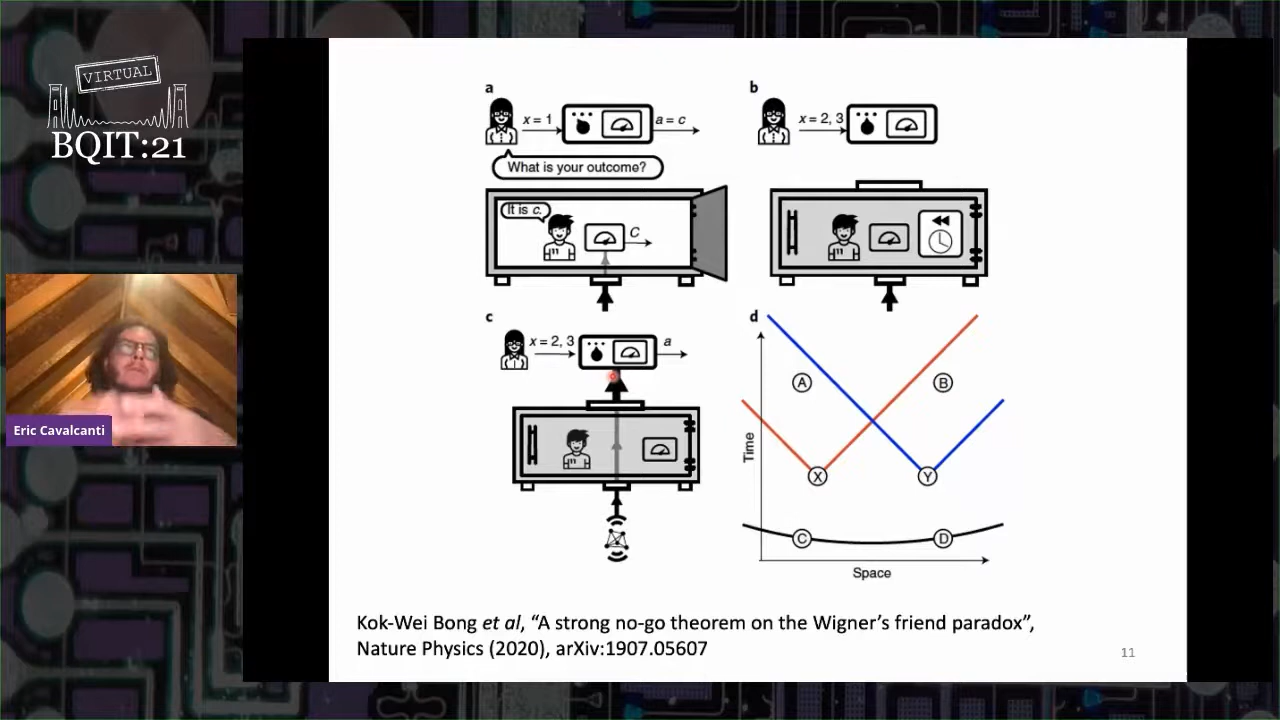 VIRTUAL
BQIT:21
Eric Cavalcanti
a
x = 1
a = c
What is your outcome?
It is c.
C
b
x = 2, 3
c
x = 2, 3
a
d
A
B
X
Y
C
D
Time
Space
Kok-Wei Bong et al, “A strong no-go theorem on the Wigner’s friend paradox”,
Nature Physics (2020), arXiv:1907.05607
11